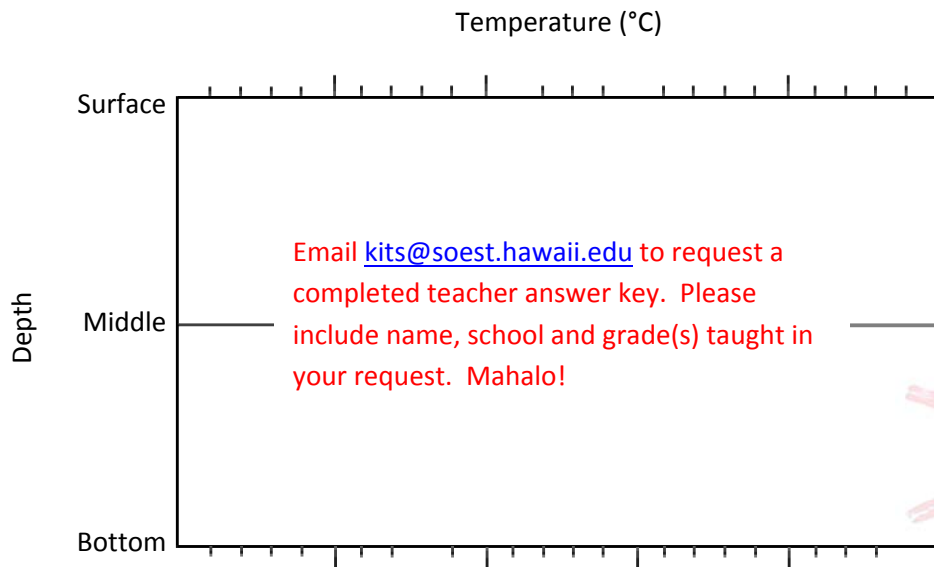 Temperature (°C)
Surface
Email kits@soest.hawaii.edu to request a
completed teacher answer key.  Please
include name, school and grade(s) taught in
your request.  Mahalo!
Depth
Middle
Bottom